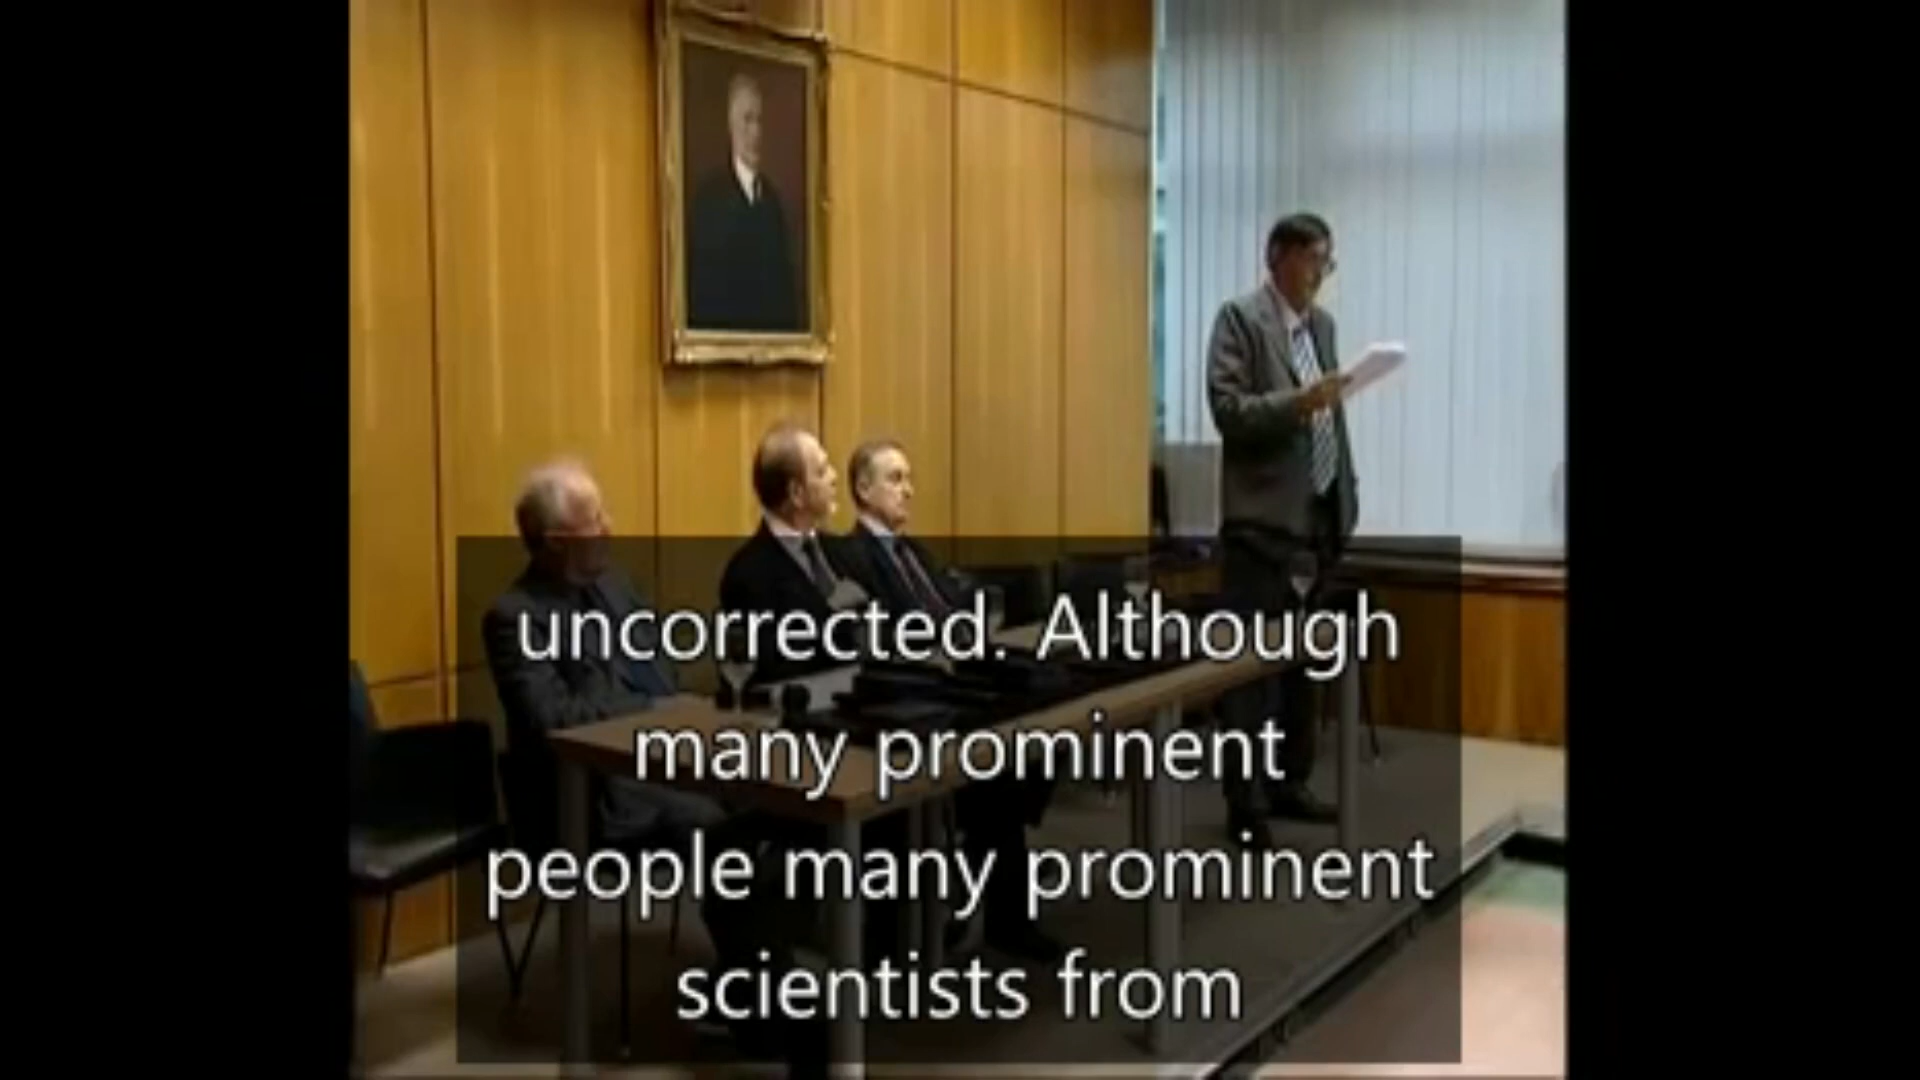 uncorrected. Although
many prominent
people many prominent
scientists from